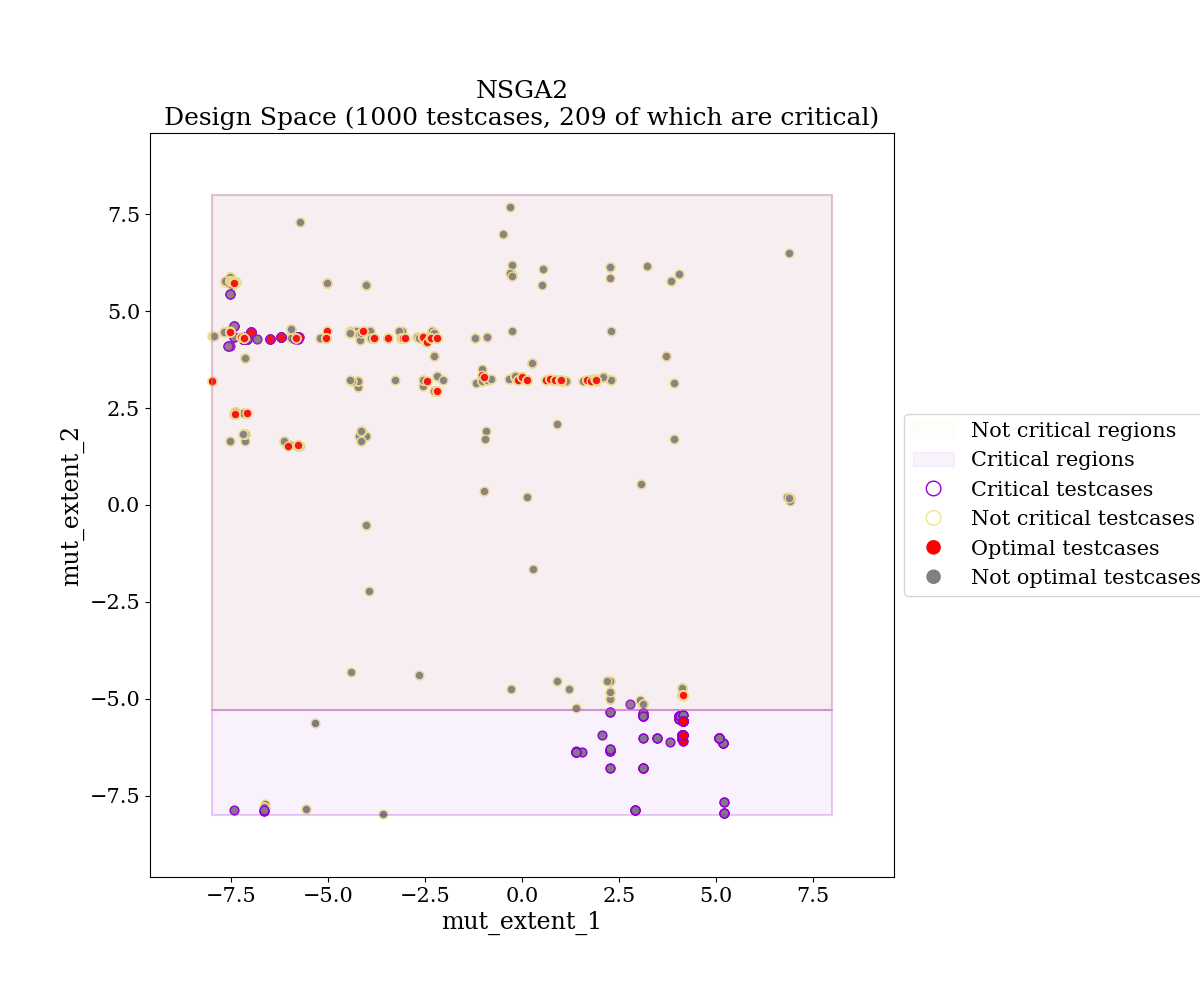 NSGA2
Design Space (1000 testcases, 209 of which are critical)
7.5
5.0
2.5
0.0
−2.5
−5.0
−7.5
mut_extent_2
−7.5
−5.0
−2.5
0.0
2.5
5.0
7.5
mut_extent_1
Not critical regions
Critical regions
Critical testcases
Not critical testcases
Optimal testcases
Not optimal testcases